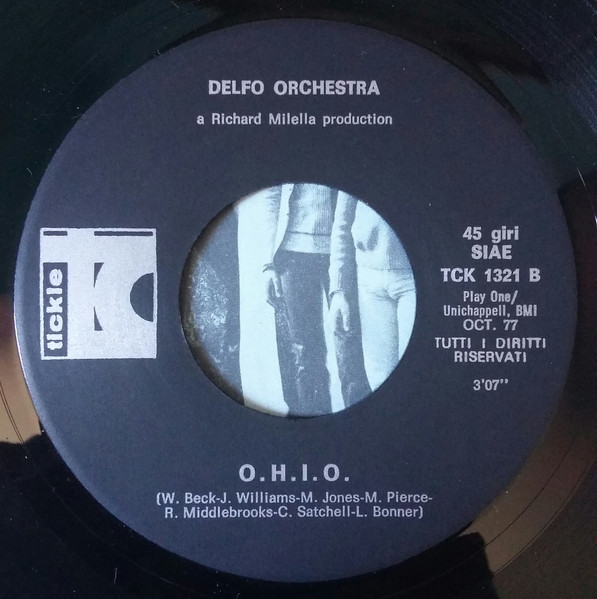 DELFO ORCHESTRA
a Richard Milella production
tickle
45 giri
SIAE
TCK 1321 B
Play One/
Unichappell, BMI
OCT. 77
TUTTI I DIRITTI
RISERVATI
3'07"
O.H.I.O.
(W. Beck-J. Williams-M. Jones-M. Pierce-
R. Middlebrooks-C. Satchell-L. Bonner)